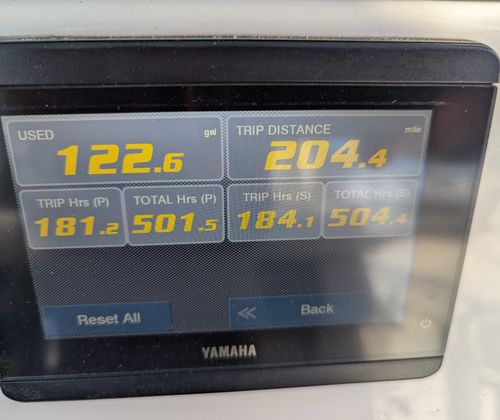 USED gal TRIP DISTANCE mile
122.6 204.4
TRIP Hrs (P) TOTAL Hrs (P) TRIP Hrs (S) TOTAL Hrs (S)
181.2 501.5 184.1 504.4
Reset All Back
YAMAHA